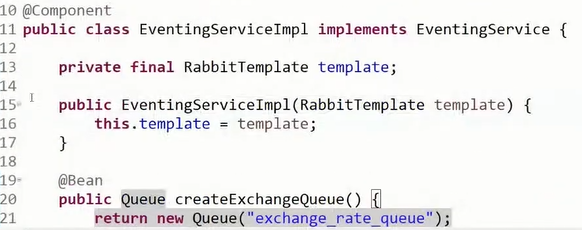 10 @Component
11 public class EventingServiceImpl implements EventingService {
12
13     private final RabbitTemplate template;
14
15     public EventingServiceImpl(RabbitTemplate template) {
16         this.template = template;
17     }
18
19     @Bean
20     public Queue createExchangeQueue() {
21         return new Queue("exchange_rate_queue");